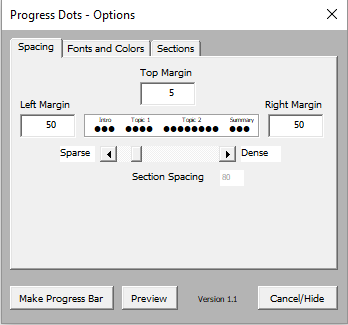 Progress Dots - Options
Spacing Fonts and Colors Sections
Top Margin
5
Left Margin Right Margin
50 Intro Topic 1 Topic 2 Summary 50
Sparse Dense
Section Spacing 80
Make Progress Bar Preview Version 1.1 Cancel/Hide